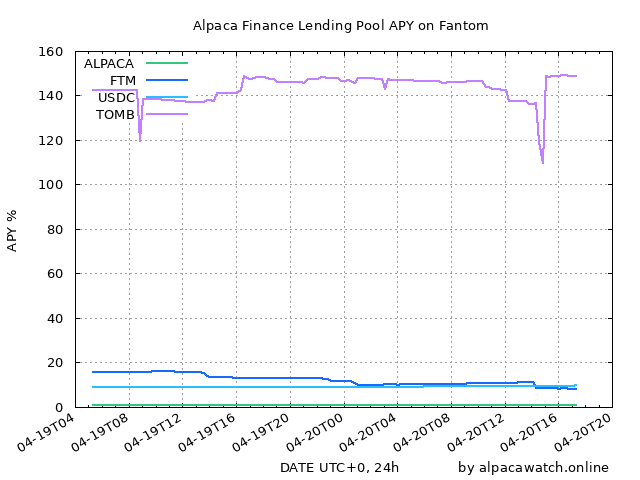 Alpaca Finance Lending Pool APY on Fantom
160
140
120
100
80
60
40
20
0
APY %
ALPACA
FTM
USDC
TOMB
04-19T04
04-19T08
04-19T12
04-19T16
04-19T20
04-20T00
04-20T04
04-20T08
04-20T12
04-20T16
04-20T20
DATE UTC+0, 24h
by alpacawatch.online